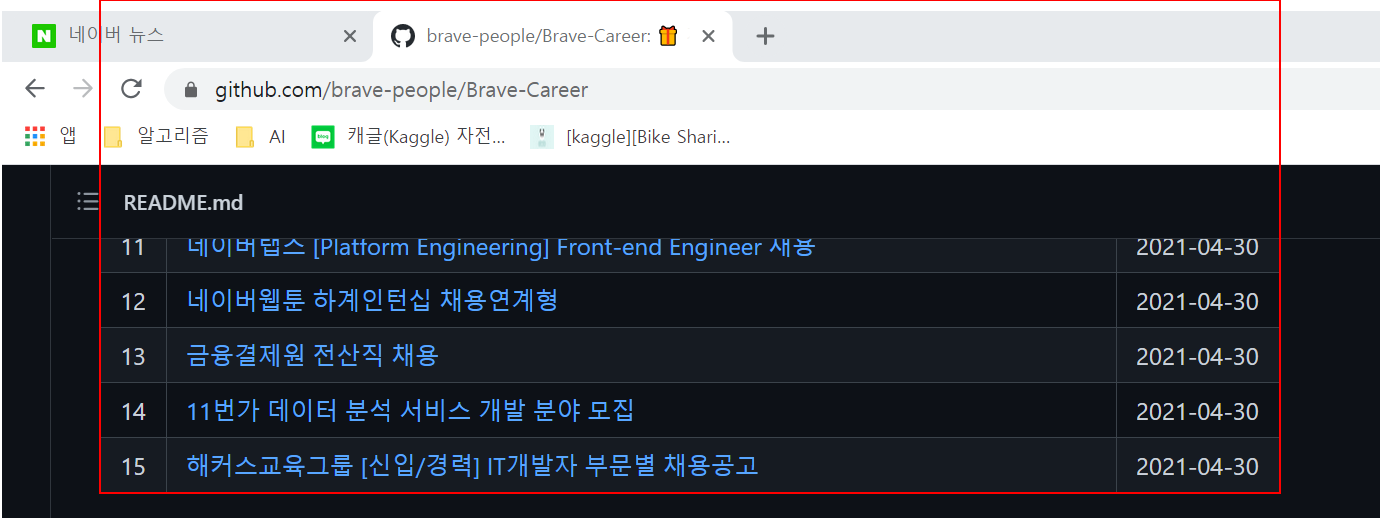 네이버 뉴스 brave-people/Brave-Career:
github.com/brave-people/Brave-Career
앱 알고리즘 AI blog 캐글(Kaggle) 자전... [kaggle][Bike Shari...
README.md
11 네이버랩스 [Platform Engineering] Front-end Engineer 채용 2021-04-30
12 네이버웹툰 하계인턴십 채용연계형 2021-04-30
13 금융결제원 전산직 채용 2021-04-30
14 11번가 데이터 분석 서비스 개발 분야 모집 2021-04-30
15 해커스교육그룹 [신입/경력] IT개발자 부문별 채용공고 2021-04-30